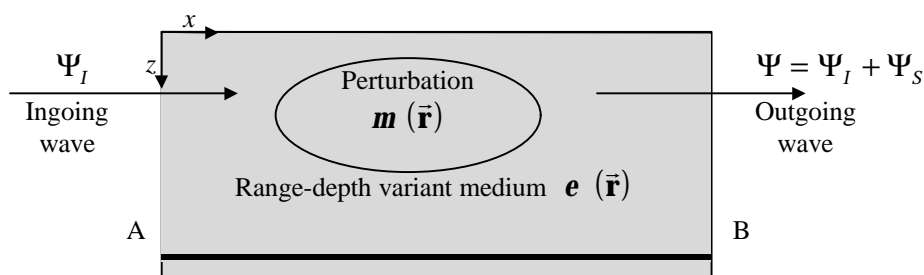 x
z
Ψ_I
Ingoing
wave
Perturbation
m (r⃗)
Range-depth variant medium e (r⃗)
Ψ = Ψ_I + Ψ_S
Outgoing
wave
A
B